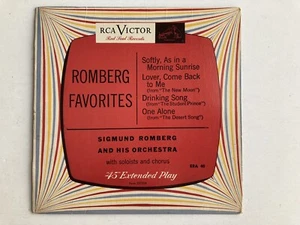 RCA VICTOR
Red Seal Records
ROMBERG
FAVORITES
Softly, As in a
Morning Sunrise
Lover, Come Back
to Me
(from "The New Moon")
Drinking Song
(from "The Student Prince")
One Alone
(from "The Desert Song")
SIGMUND ROMBERG
AND HIS ORCHESTRA
with soloists and chorus
ERA 40
"45" Extended Play